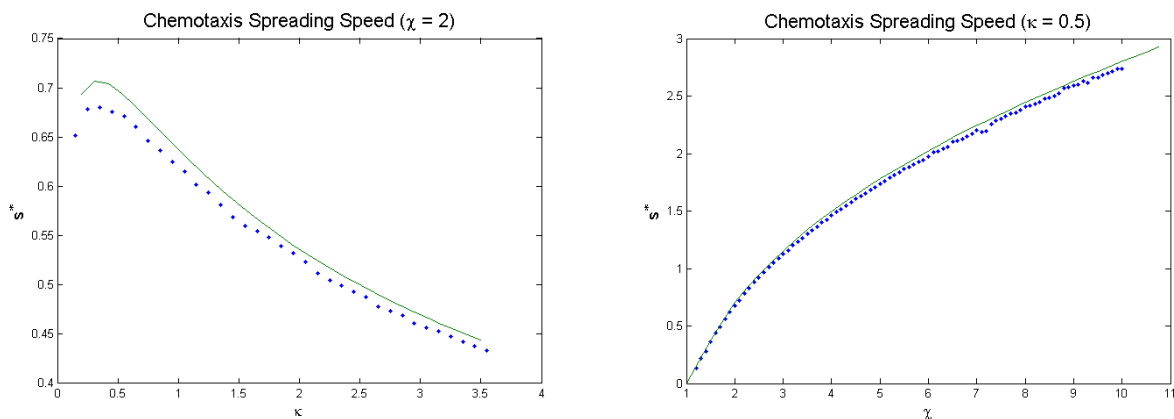 Chemotaxis Spreading Speed (χ = 2)
0.75
0.7
0.65
0.6
0.55
0.5
0.45
0.4
s*
0 0.5 1 1.5 2 2.5 3 3.5 4
κ
Chemotaxis Spreading Speed (κ = 0.5)
3
2.5
2
1.5
1
0.5
0
s*
1 2 3 4 5 6 7 8 9 10 11
χ